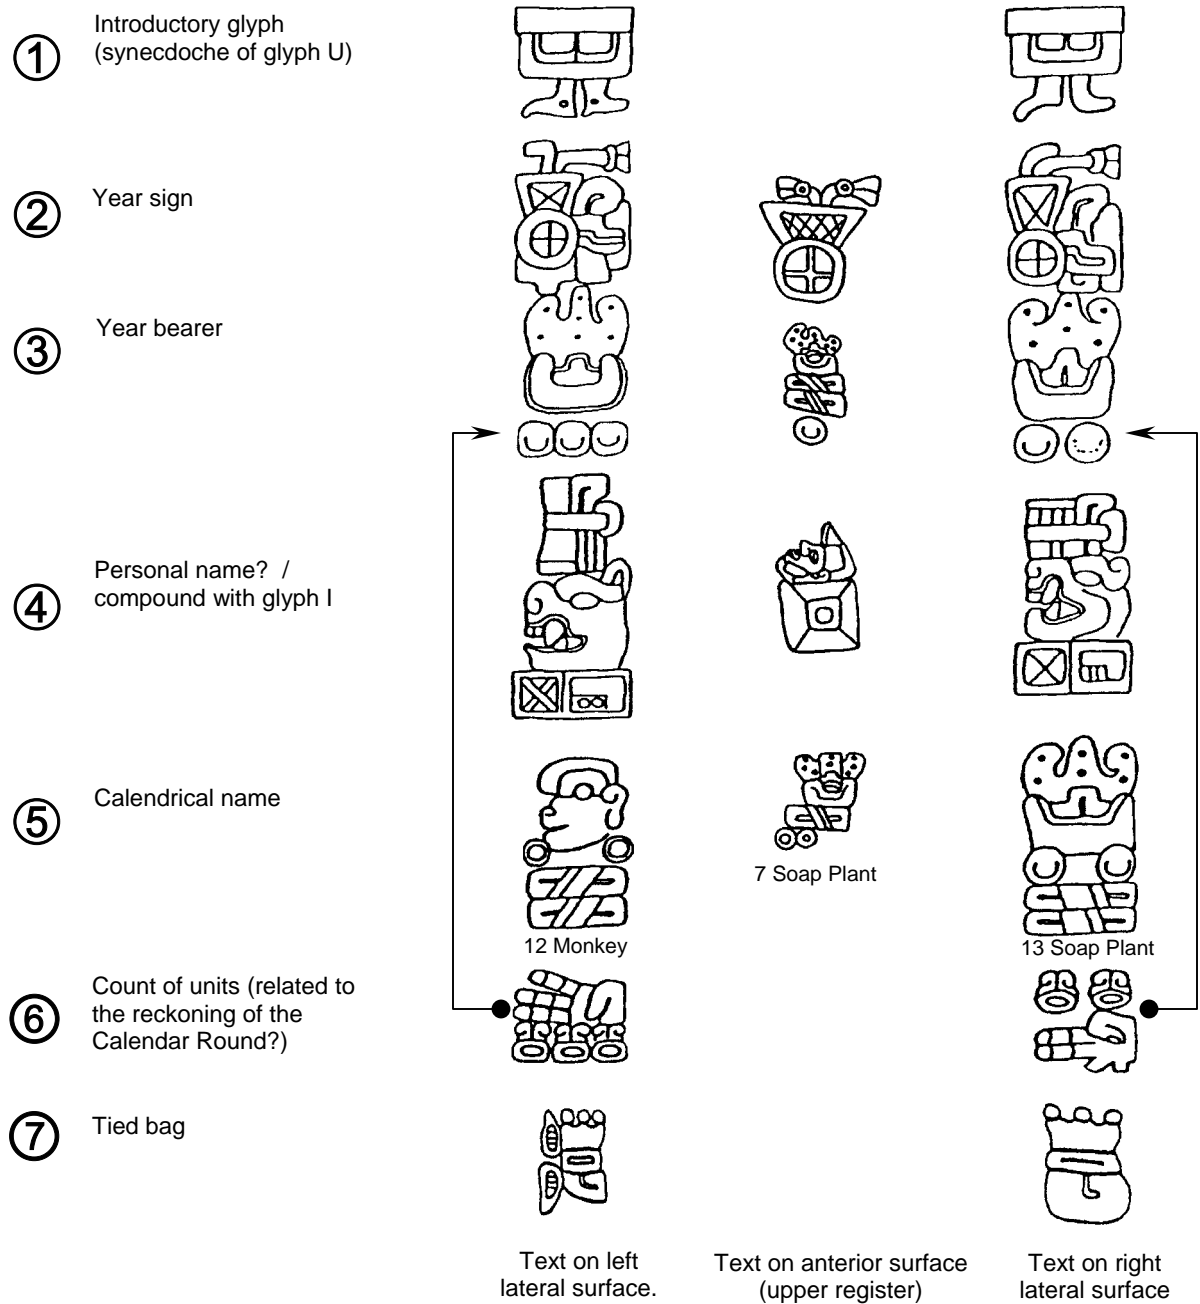 1
Introductory glyph
(synecdoche of glyph U)
2
Year sign
3
Year bearer
4
Personal name? /
compound with glyph I
5
Calendrical name
7 Soap Plant
12 Monkey
13 Soap Plant
6
Count of units (related to
the reckoning of the
Calendar Round?)
7
Tied bag
Text on left
lateral surface.
Text on anterior surface
(upper register)
Text on right
lateral surface